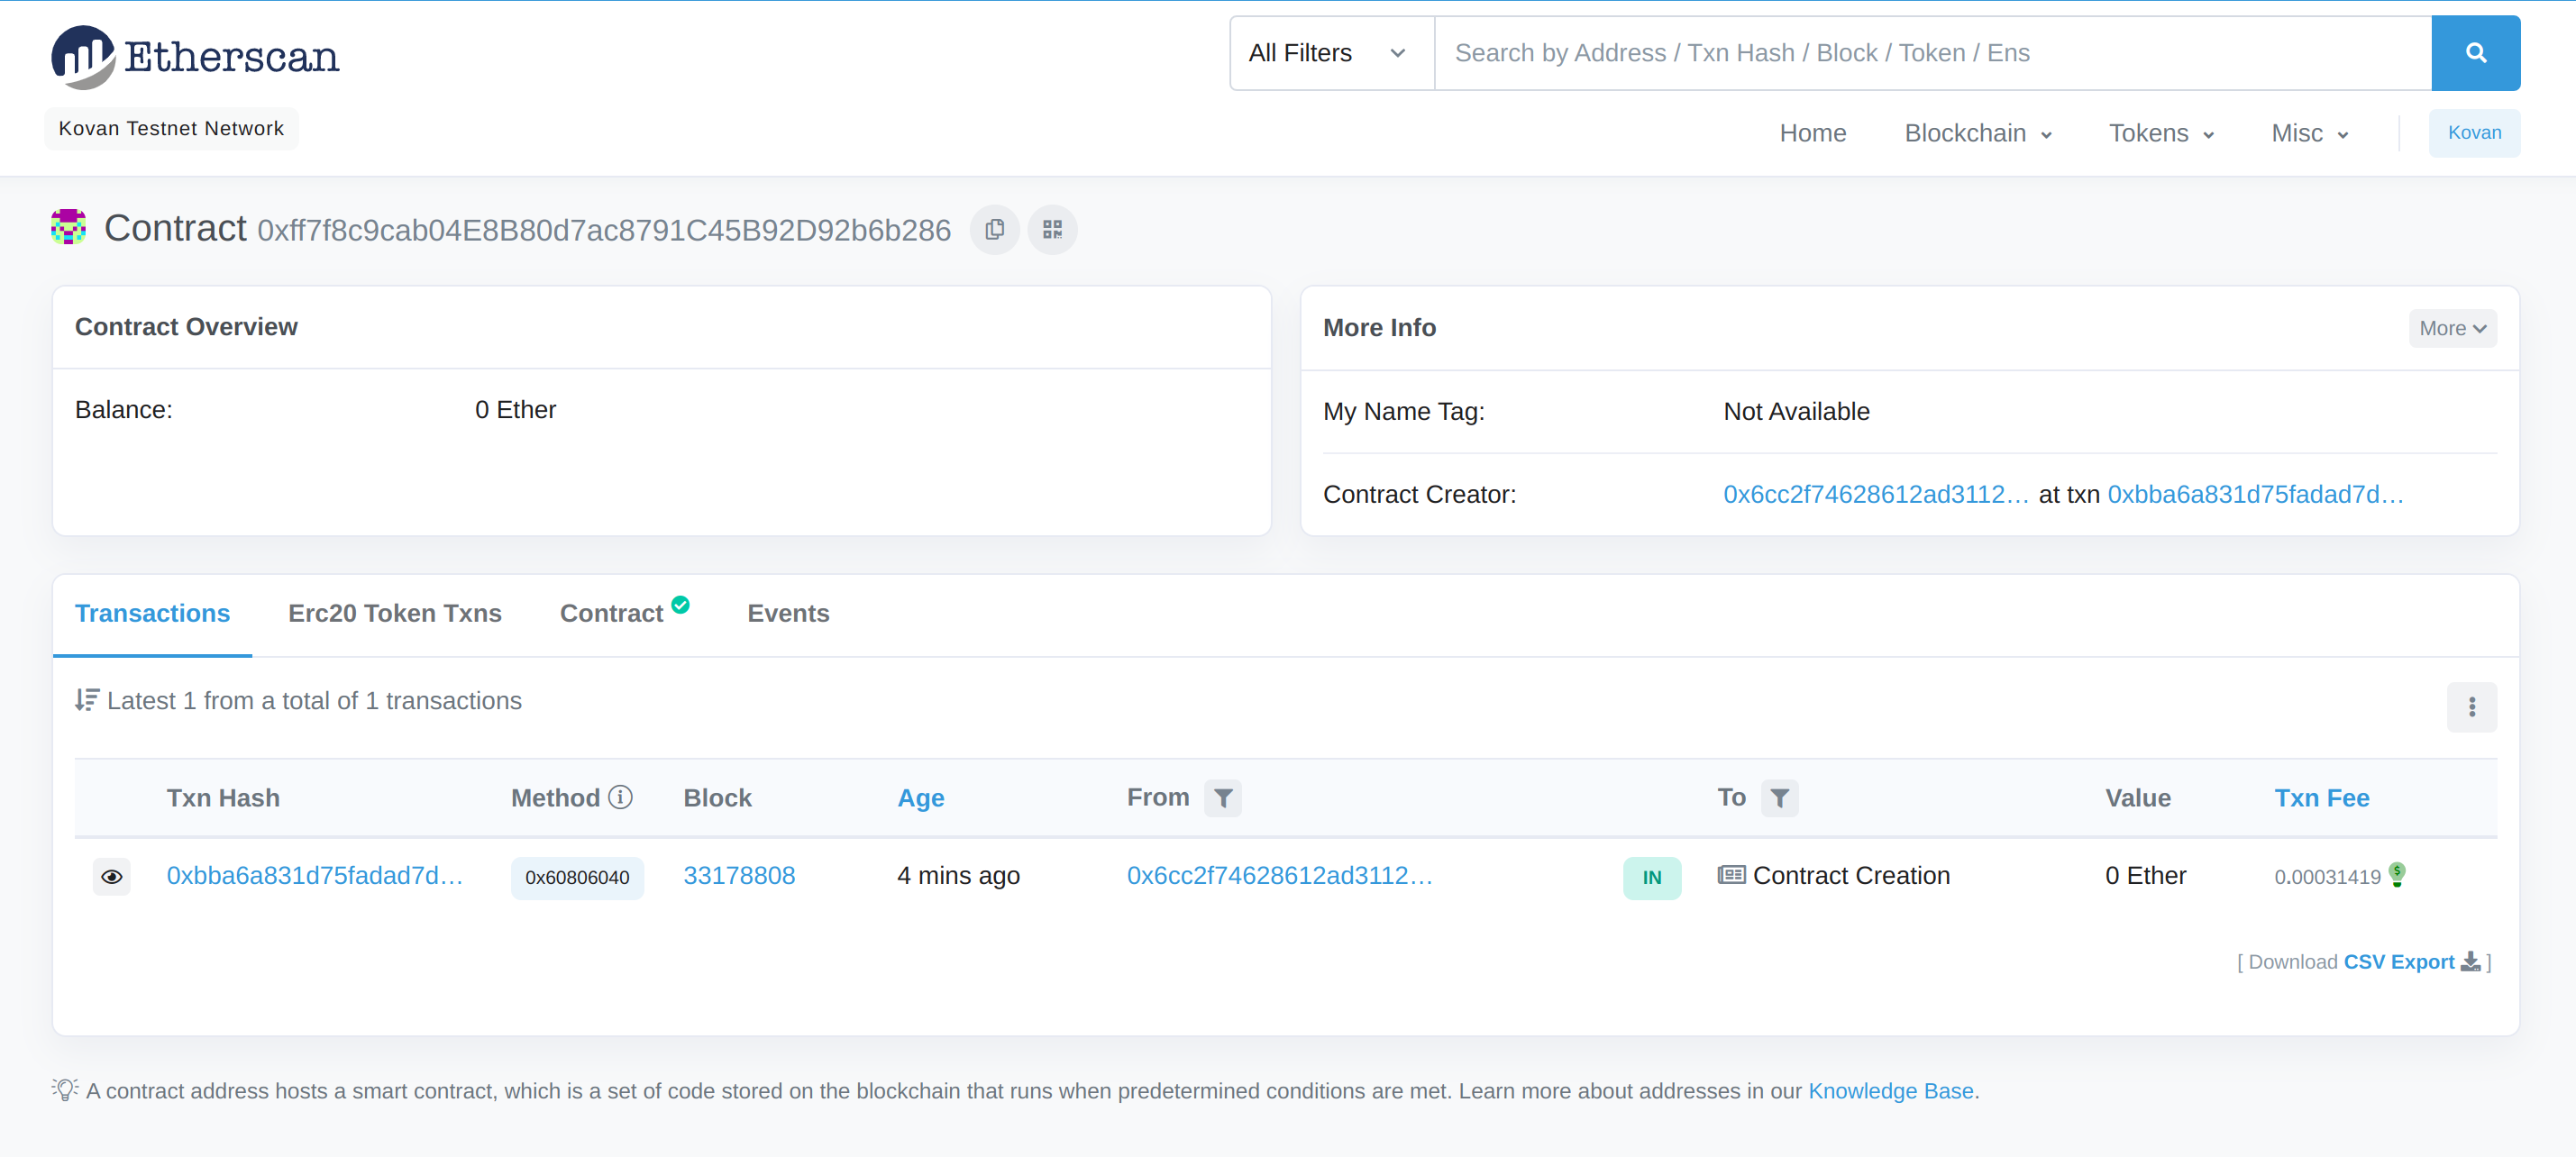 Etherscan
All Filters
Search by Address / Txn Hash / Block / Token / Ens
Kovan Testnet Network
Home Blockchain Tokens Misc Kovan
Contract 0xff7f8c9cab04E8B80d7ac8791C45B92D92b6b286
Contract Overview
Balance: 0 Ether
More Info More
My Name Tag: Not Available
Contract Creator: 0x6cc2f74628612ad3112… at txn 0xbba6a831d75fadad7d…
Transactions Erc20 Token Txns Contract Events
Latest 1 from a total of 1 transactions
Txn Hash Method Block Age From To Value Txn Fee
0xbba6a831d75fadad7d… 0x60806040 33178808 4 mins ago 0x6cc2f74628612ad3112… IN Contract Creation 0 Ether 0.00031419
[ Download CSV Export ]
A contract address hosts a smart contract, which is a set of code stored on the blockchain that runs when predetermined conditions are met. Learn more about addresses in our Knowledge Base.